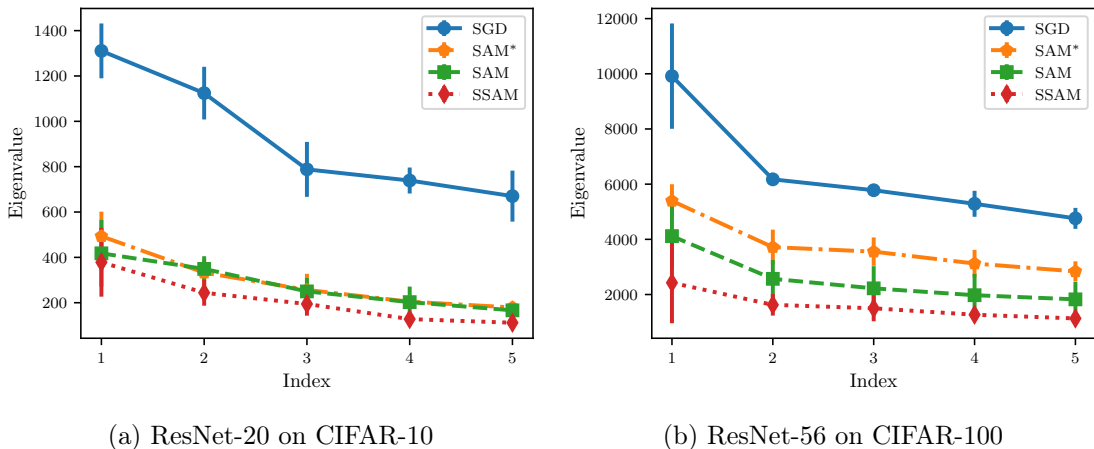 1400
1200
1000
800
600
400
200
Eigenvalue
1
2
3
4
5
Index
SGD
SAM*
SAM
SSAM
(a) ResNet-20 on CIFAR-10
12000
10000
8000
6000
4000
2000
Eigenvalue
1
2
3
4
5
Index
SGD
SAM*
SAM
SSAM
(b) ResNet-56 on CIFAR-100